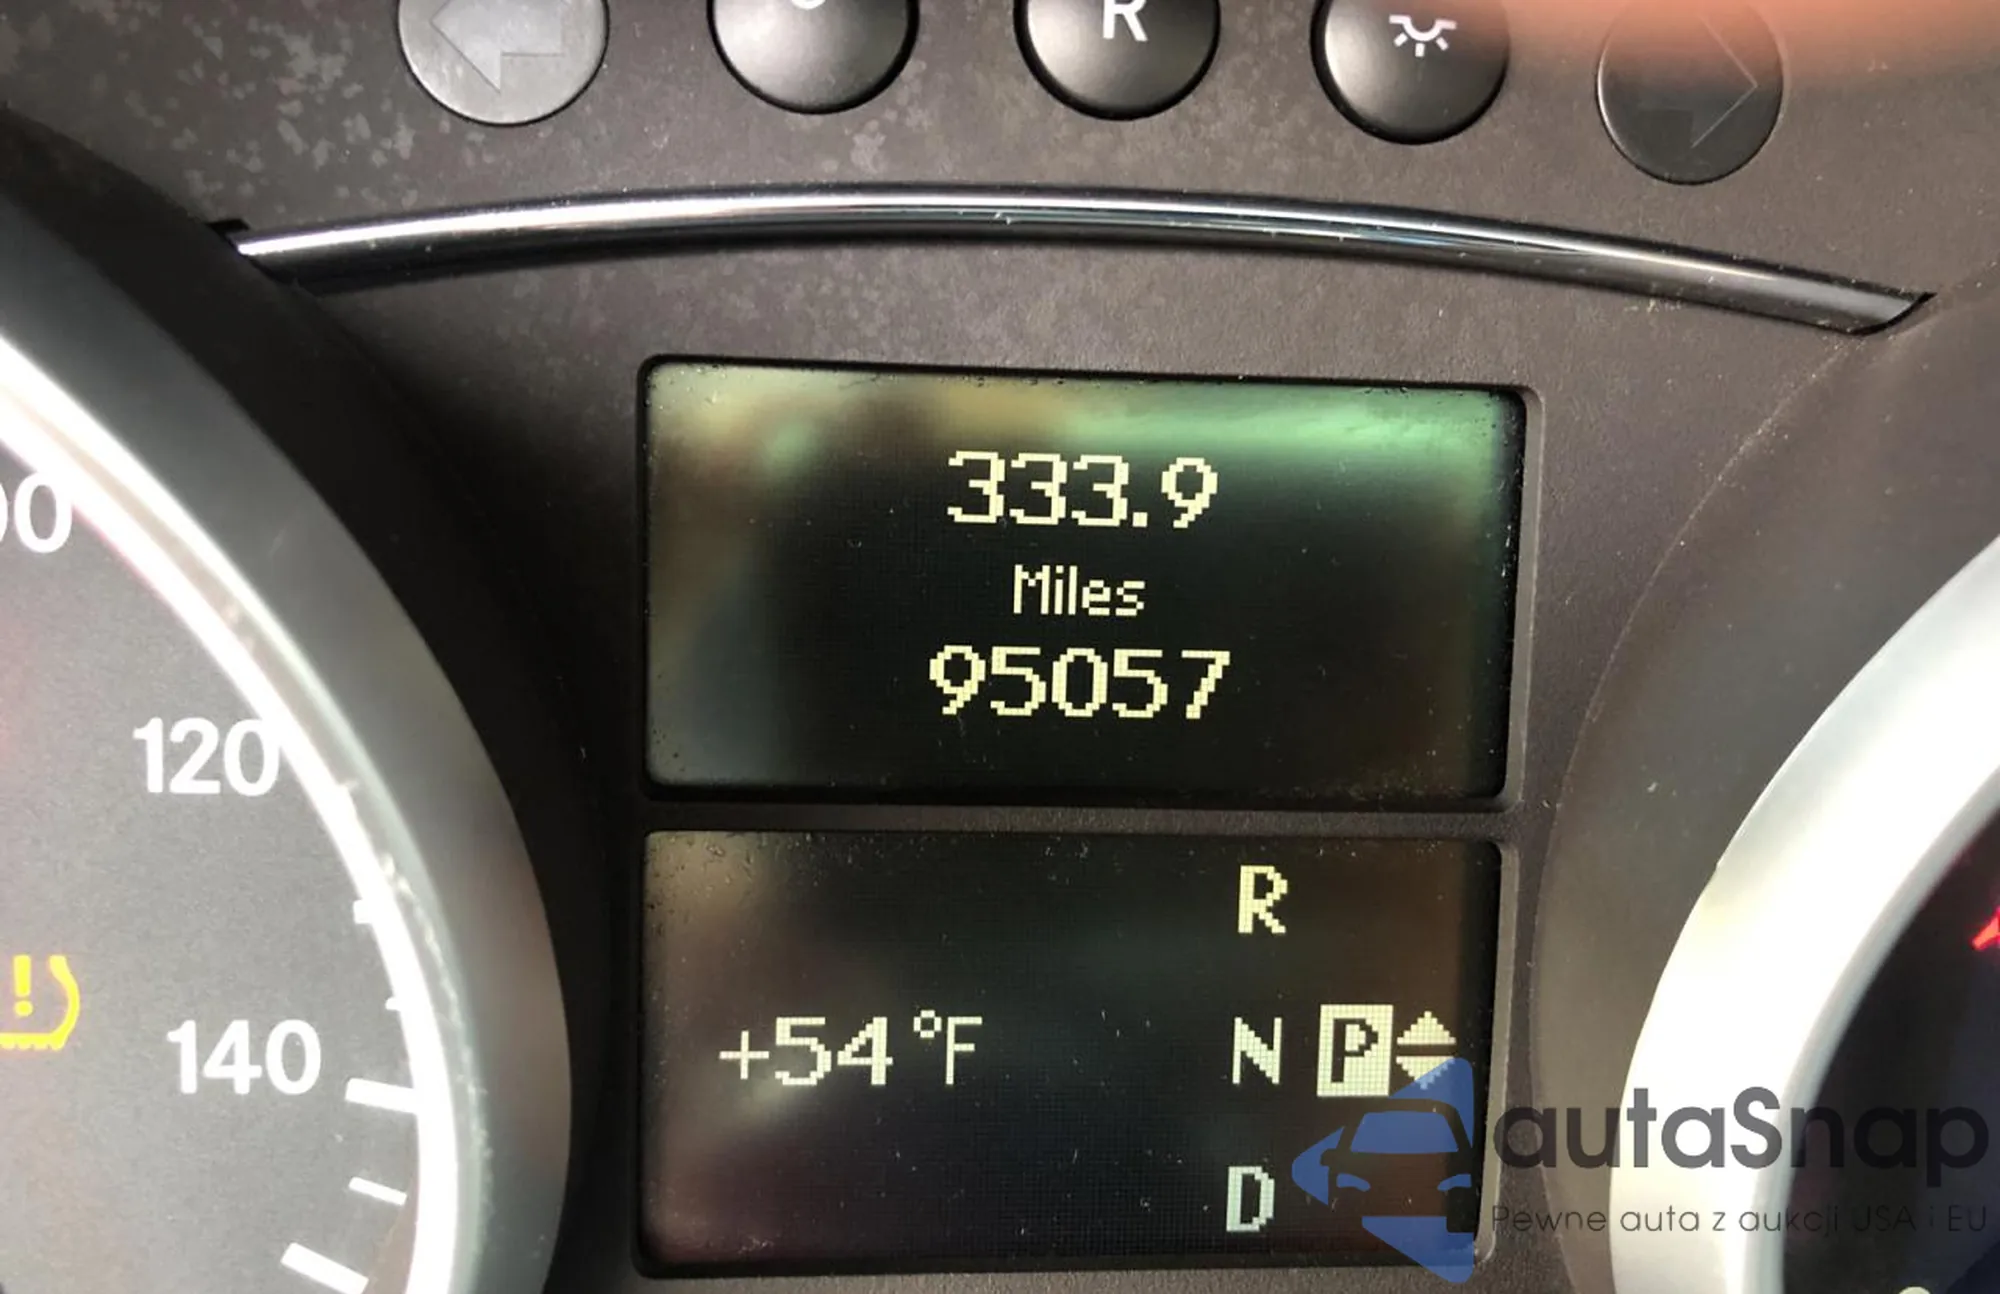 R
333.9
Miles
95057
120
140
R
+54°F
N P
D
autaSnap
Pewne auta z aukcji USA i EU